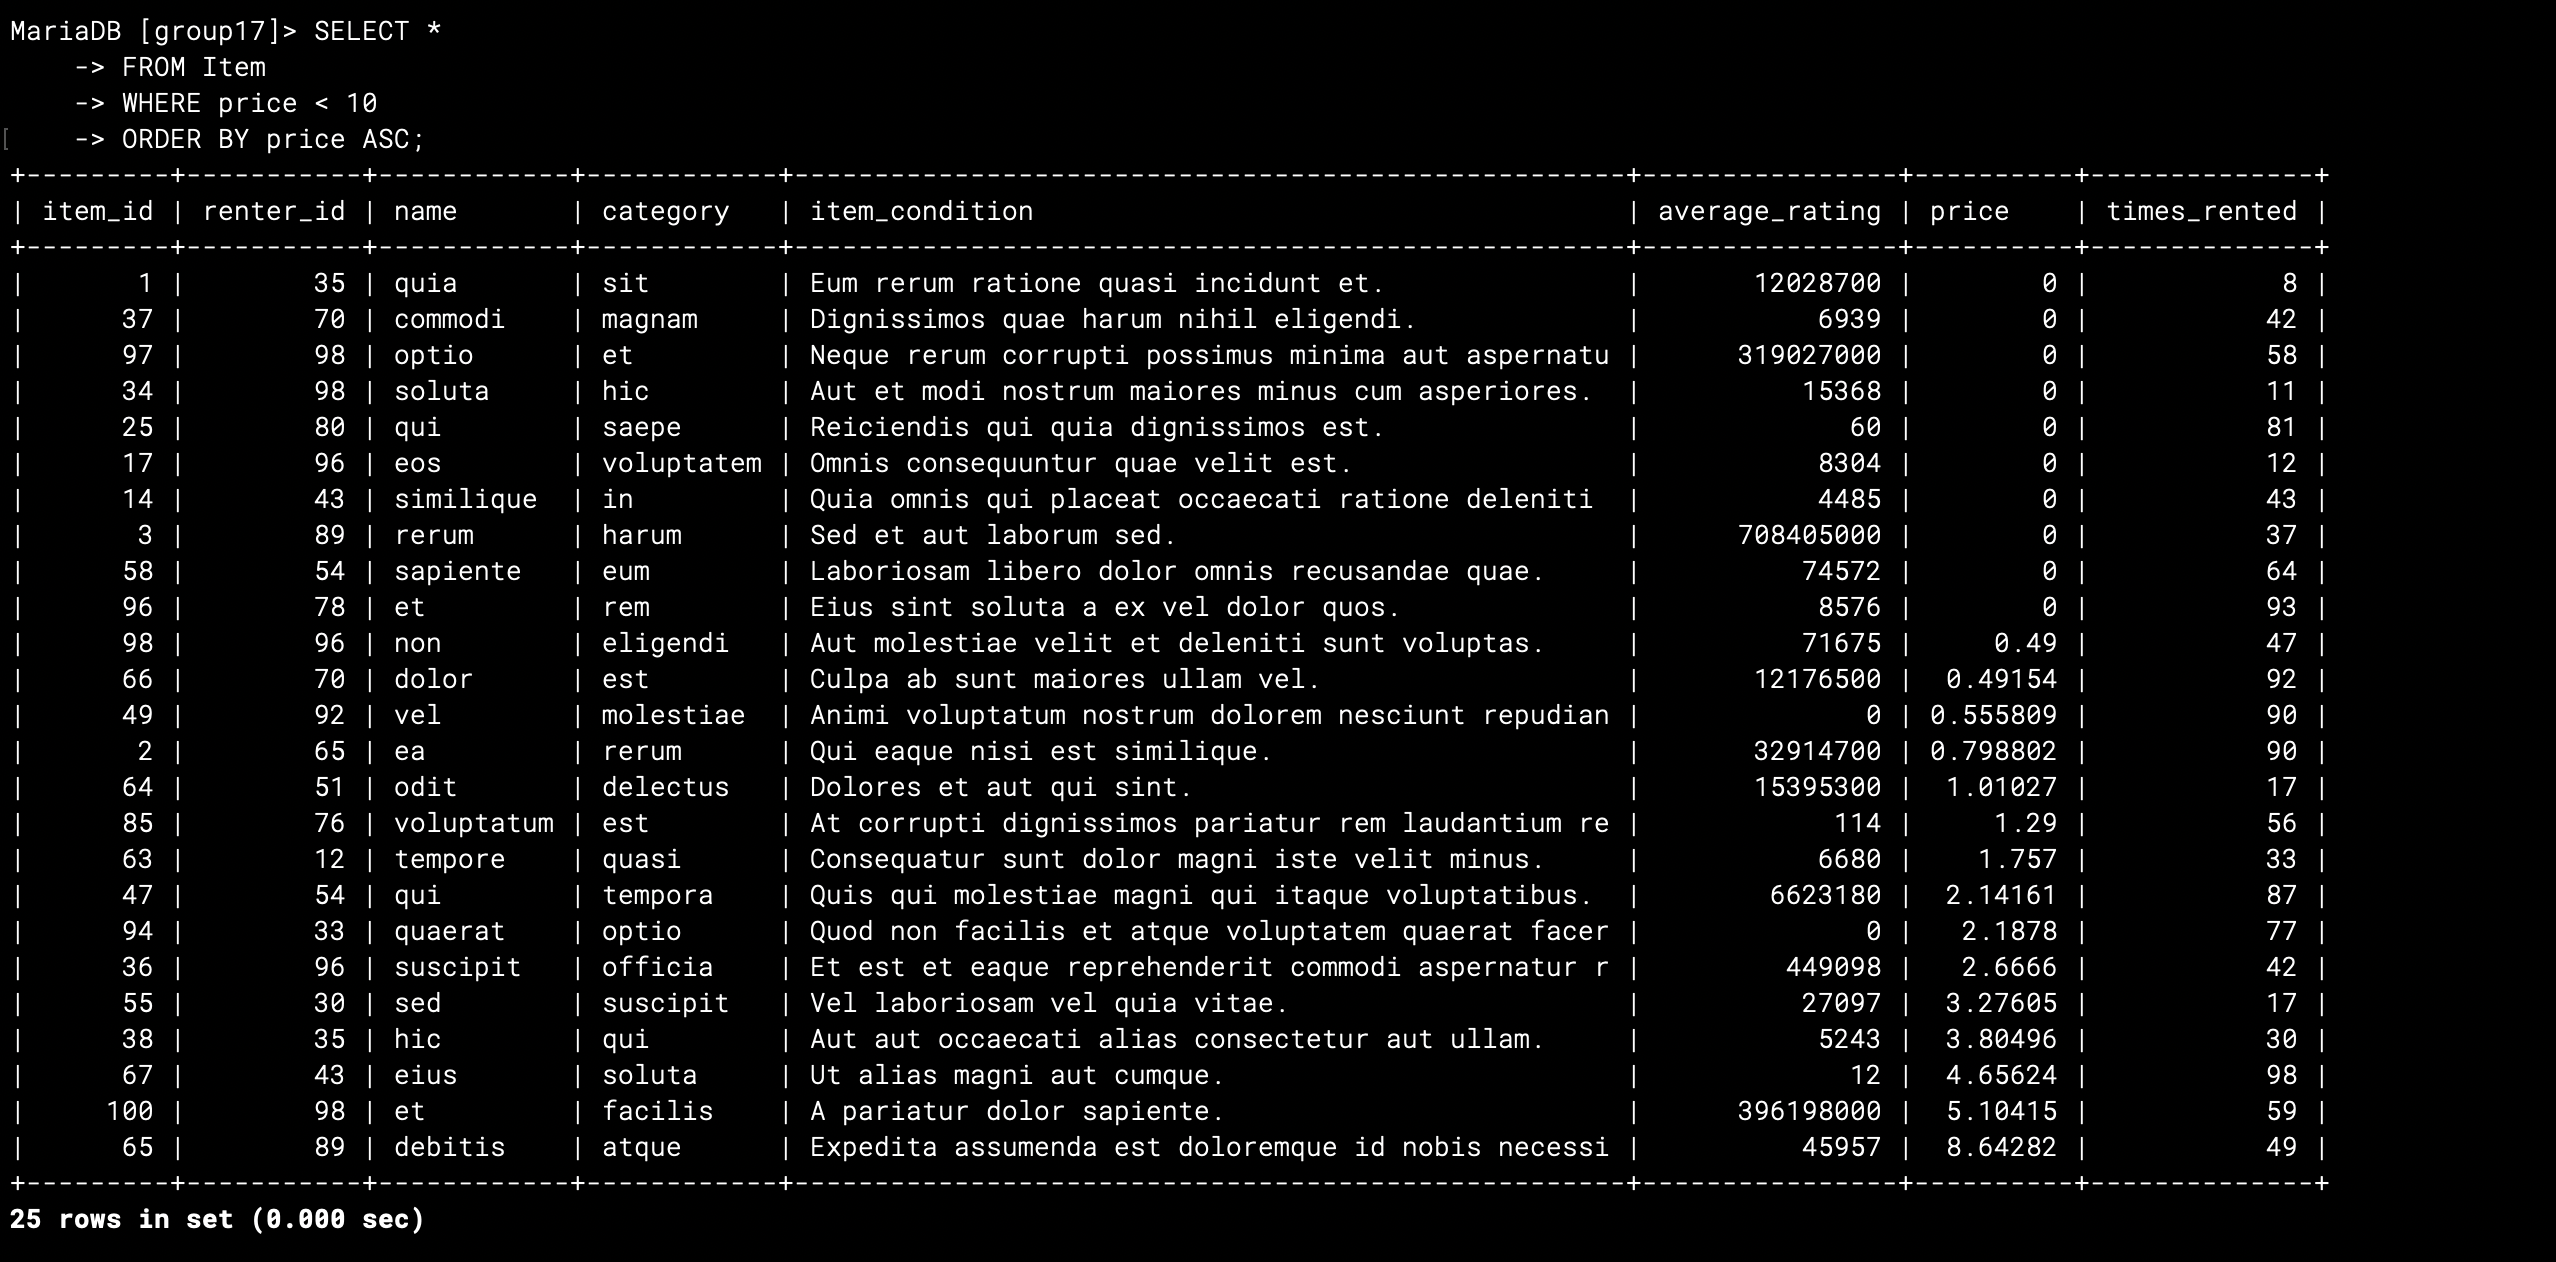 MariaDB [group17]> SELECT *
    -> FROM Item
    -> WHERE price < 10
[    -> ORDER BY price ASC;
+---------+-----------+------------+------------+----------------------------------------------------+----------------+----------+--------------+
| item_id | renter_id | name       | category   | item_condition                                     | average_rating | price    | times_rented |
+---------+-----------+------------+------------+----------------------------------------------------+----------------+----------+--------------+
|       1 |        35 | quia       | sit        | Eum rerum ratione quasi incidunt et.               |       12028700 |        0 |            8 |
|      37 |        70 | commodi    | magnam     | Dignissimos quae harum nihil eligendi.             |           6939 |        0 |           42 |
|      97 |        98 | optio      | et         | Neque rerum corrupti possimus minima aut aspernatu |      319027000 |        0 |           58 |
|      34 |        98 | soluta     | hic        | Aut et modi nostrum maiores minus cum asperiores.  |          15368 |        0 |           11 |
|      25 |        80 | qui        | saepe      | Reiciendis qui quia dignissimos est.               |             60 |        0 |           81 |
|      17 |        96 | eos        | voluptatem | Omnis consequuntur quae velit est.                 |           8304 |        0 |           12 |
|      14 |        43 | similique  | in         | Quia omnis qui placeat occaecati ratione deleniti  |           4485 |        0 |           43 |
|       3 |        89 | rerum      | harum      | Sed et aut laborum sed.                            |      708405000 |        0 |           37 |
|      58 |        54 | sapiente   | eum        | Laboriosam libero dolor omnis recusandae quae.     |          74572 |        0 |           64 |
|      96 |        78 | et         | rem        | Eius sint soluta a ex vel dolor quos.              |           8576 |        0 |           93 |
|      98 |        96 | non        | eligendi   | Aut molestiae velit et deleniti sunt voluptas.     |          71675 |     0.49 |           47 |
|      66 |        70 | dolor      | est        | Culpa ab sunt maiores ullam vel.                   |       12176500 |  0.49154 |           92 |
|      49 |        92 | vel        | molestiae  | Animi voluptatum nostrum dolorem nesciunt repudian |              0 | 0.555809 |           90 |
|       2 |        65 | ea         | rerum      | Qui eaque nisi est similique.                      |       32914700 | 0.798802 |           90 |
|      64 |        51 | odit       | delectus   | Dolores et aut qui sint.                           |       15395300 |  1.01027 |           17 |
|      85 |        76 | voluptatum | est        | At corrupti dignissimos pariatur rem laudantium re |            114 |     1.29 |           56 |
|      63 |        12 | tempore    | quasi      | Consequatur sunt dolor magni iste velit minus.     |           6680 |    1.757 |           33 |
|      47 |        54 | qui        | tempora    | Quis qui molestiae magni qui itaque voluptatibus.  |        6623180 |  2.14161 |           87 |
|      94 |        33 | quaerat    | optio      | Quod non facilis et atque voluptatem quaerat facer |              0 |   2.1878 |           77 |
|      36 |        96 | suscipit   | officia    | Et est et eaque reprehenderit commodi aspernatur r |         449098 |   2.6666 |           42 |
|      55 |        30 | sed        | suscipit   | Vel laboriosam vel quia vitae.                     |          27097 |  3.27605 |           17 |
|      38 |        35 | hic        | qui        | Aut aut occaecati alias consectetur aut ullam.     |           5243 |  3.80496 |           30 |
|      67 |        43 | eius       | soluta     | Ut alias magni aut cumque.                         |             12 |  4.65624 |           98 |
|     100 |        98 | et         | facilis    | A pariatur dolor sapiente.                         |      396198000 |  5.10415 |           59 |
|      65 |        89 | debitis    | atque      | Expedita assumenda est doloremque id nobis necessi |          45957 |  8.64282 |           49 |
+---------+-----------+------------+------------+----------------------------------------------------+----------------+----------+--------------+
25 rows in set (0.000 sec)